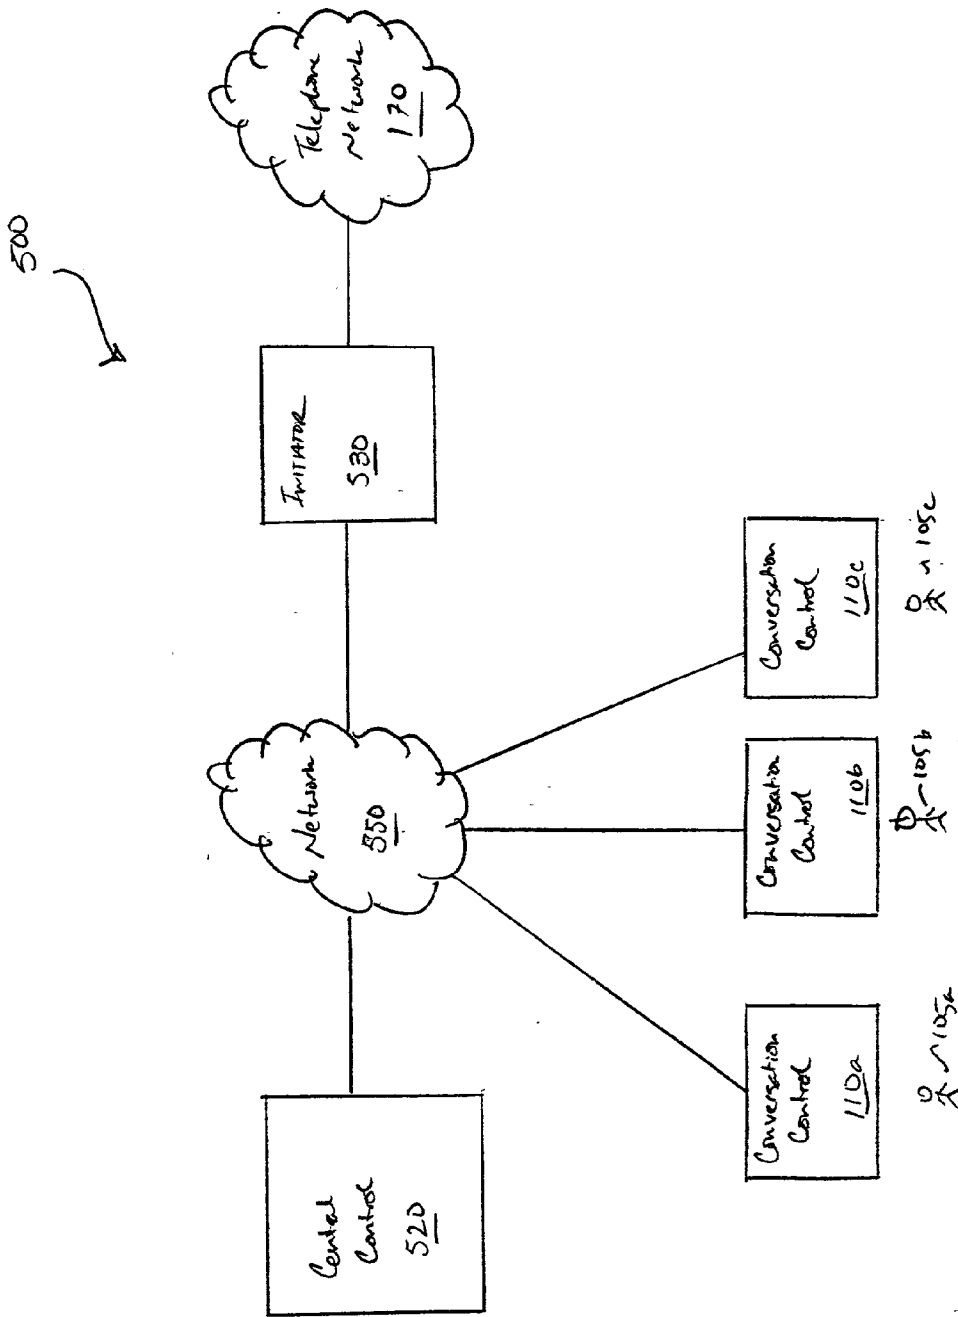 500
Telephone
Network
170
INITIATOR
530
Network
550
Central
Control
520
Conversation
Control
110a
Conversation
Control
110b
Conversation
Control
110c
105a
105b
105c